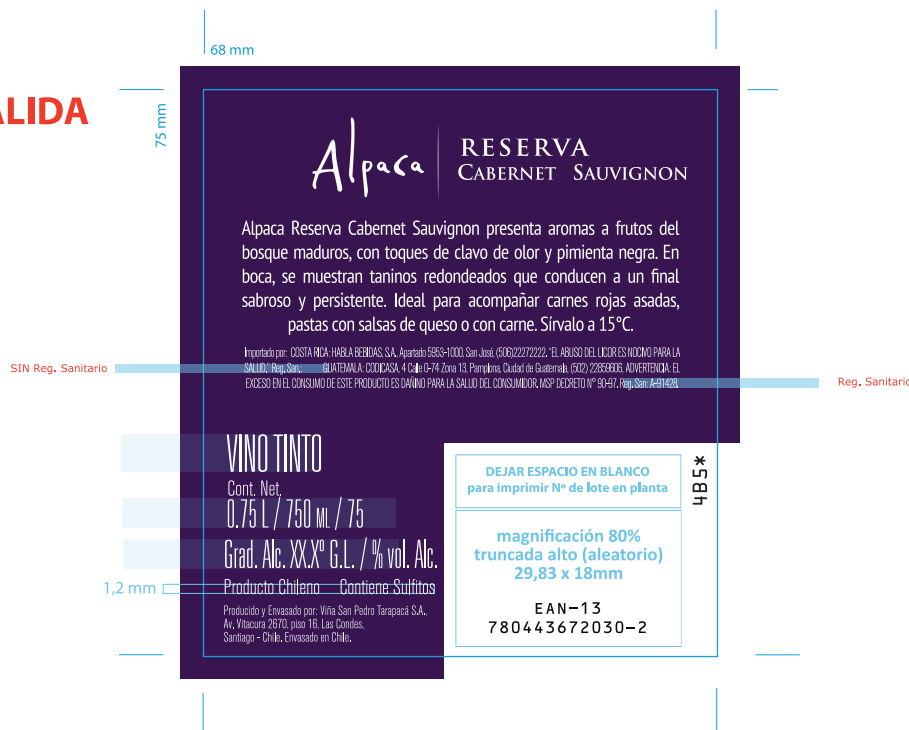 68 mm
ALIDA
75 mm
Alpaca
RESERVA
CABERNET SAUVIGNON
Alpaca Reserva Cabernet Sauvignon presenta aromas a frutos del
bosque maduros, con toques de clavo de olor y pimienta negra. En
boca, se muestran taninos redondeados que conducen a un final
sabroso y persistente. Ideal para acompañar carnes rojas asadas,
pastas con salsas de queso o con carne. Sírvalo a 15°C.
Importado por: COSTA RICA: HABLA BEBIDAS, S.A. Apartado 5953-1000, San José, (506)22272222. "EL ABUSO DEL LICOR ES NOCIVO PARA LA
SALUD." Reg. San.: GUATEMALA: CODICASA, 4 Calle 0-74 Zona 13, Pamplona, Ciudad de Guatemala, (502) 22859606. ADVERTENCIA: EL
EXCESO EN EL CONSUMO DE ESTE PRODUCTO ES DAÑINO PARA LA SALUD DEL CONSUMIDOR. MSP DECRETO N° 90-97. Reg. San: A-91428.
SIN Reg. Sanitario
Reg. Sanitario
VINO TINTO
Cont. Net.
0.75 L / 750 ML / 75
Grad. Alc. XX.Xº G.L. / % vol. Alc.
1,2 mm
Producto Chileno Contiene Sulfitos
Producido y Envasado por: Viña San Pedro Tarapacá S.A.,
Av. Vitacura 2670, piso 16, Las Condes,
Santiago - Chile. Envasado en Chile.
DEJAR ESPACIO EN BLANCO
para imprimir Nº de lote en planta
4B5*
magnificación 80%
truncada alto (aleatorio)
29,83 x 18mm
EAN-13
780443672030-2